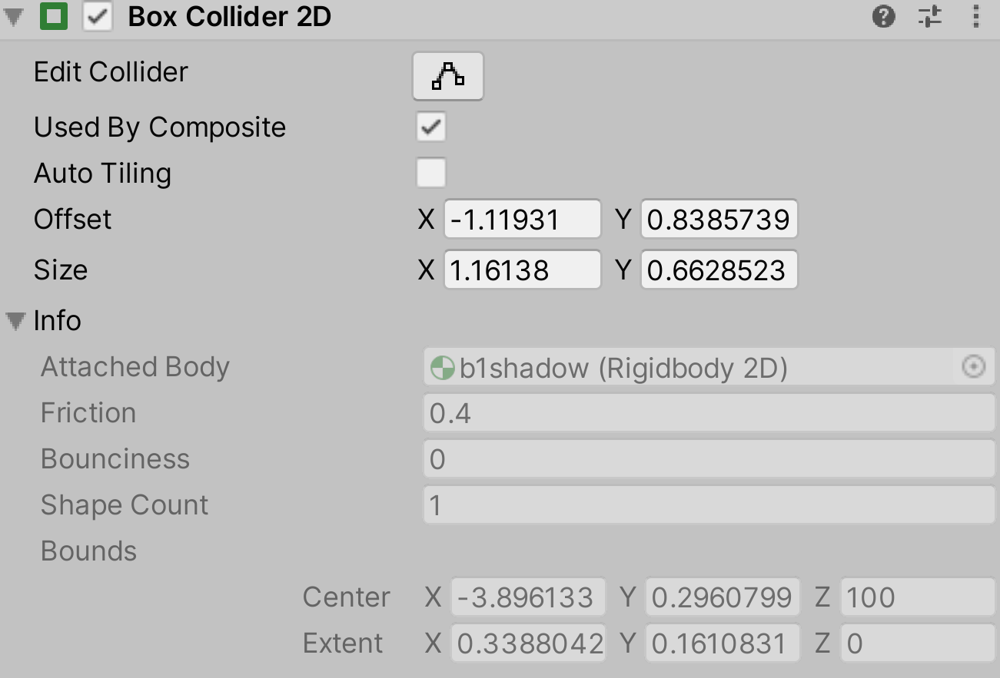 Box Collider 2D
Edit Collider
Used By Composite
Auto Tiling
Offset X -1.11931 Y 0.8385739
Size X 1.16138 Y 0.6628523
Info
Attached Body b1shadow (Rigidbody 2D)
Friction 0.4
Bounciness 0
Shape Count 1
Bounds
Center X -3.896133 Y 0.2960799 Z 100
Extent X 0.3388042 Y 0.1610831 Z 0